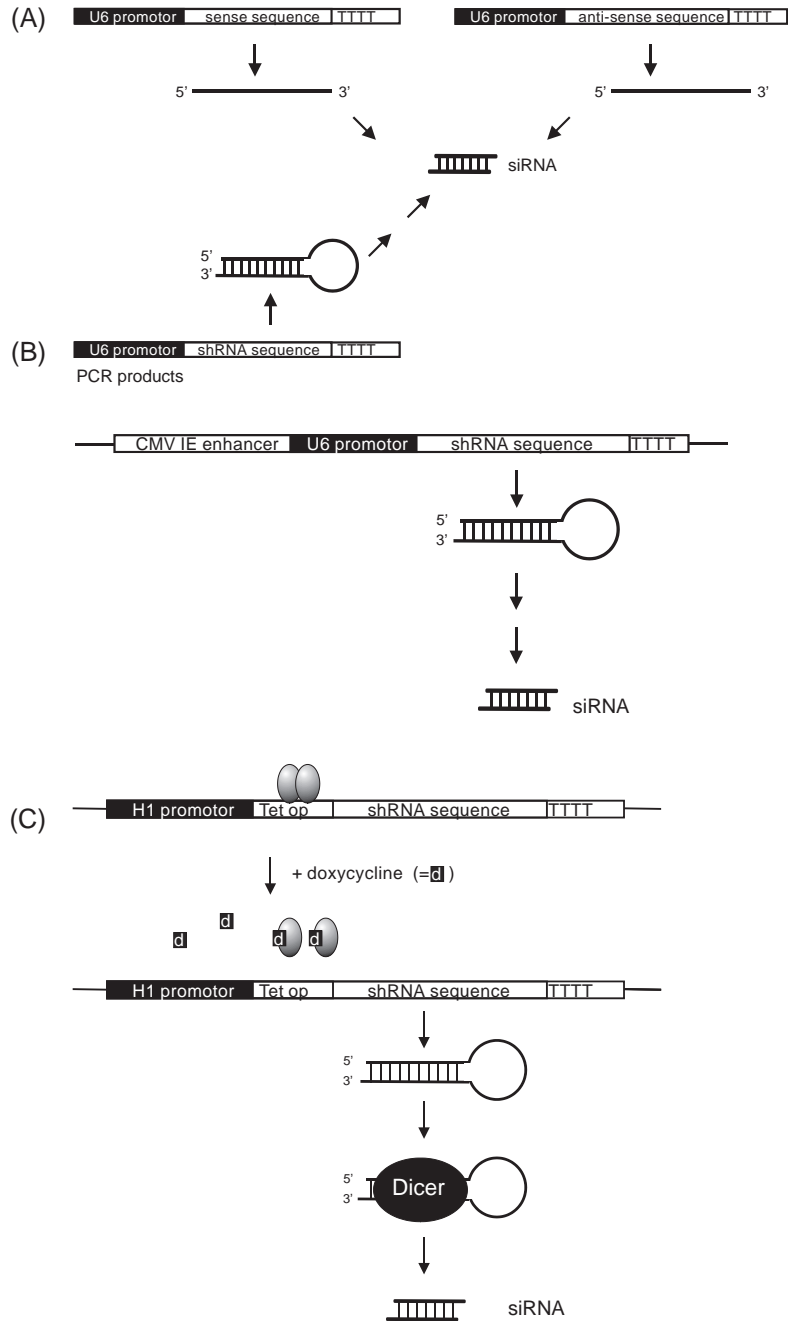 (A)
U6 promotor sense sequence TTTT
U6 promotor anti-sense sequence TTTT
5' 3'
5' 3'
siRNA
5'
3'
(B)
U6 promotor shRNA sequence TTTT
PCR products
CMV IE enhancer U6 promotor shRNA sequence TTTT
5'
3'
siRNA
(C)
H1 promotor Tet op shRNA sequence TTTT
+ doxycycline (=d )
d d d d
H1 promotor Tet op shRNA sequence TTTT
5'
3'
5'
3'
Dicer
siRNA